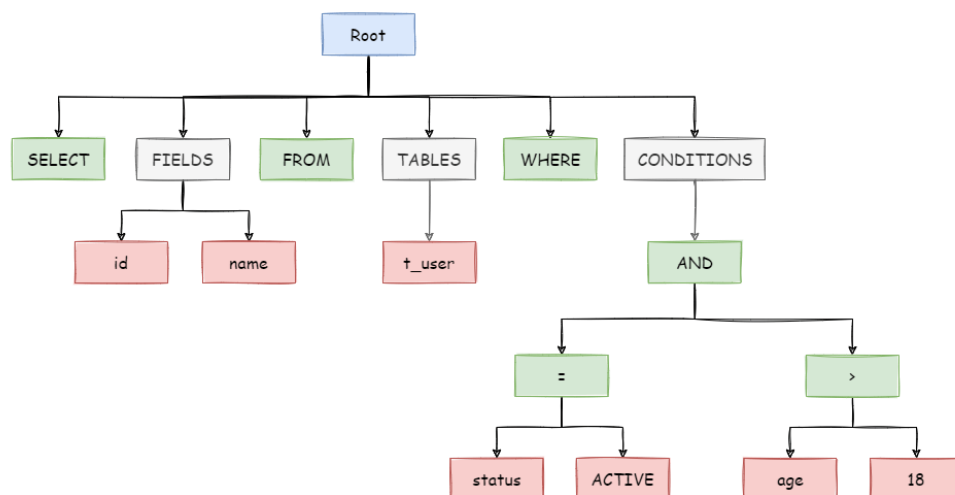 Root
SELECT FIELDS FROM TABLES WHERE CONDITIONS
id name t_user AND
= >
status ACTIVE age 18